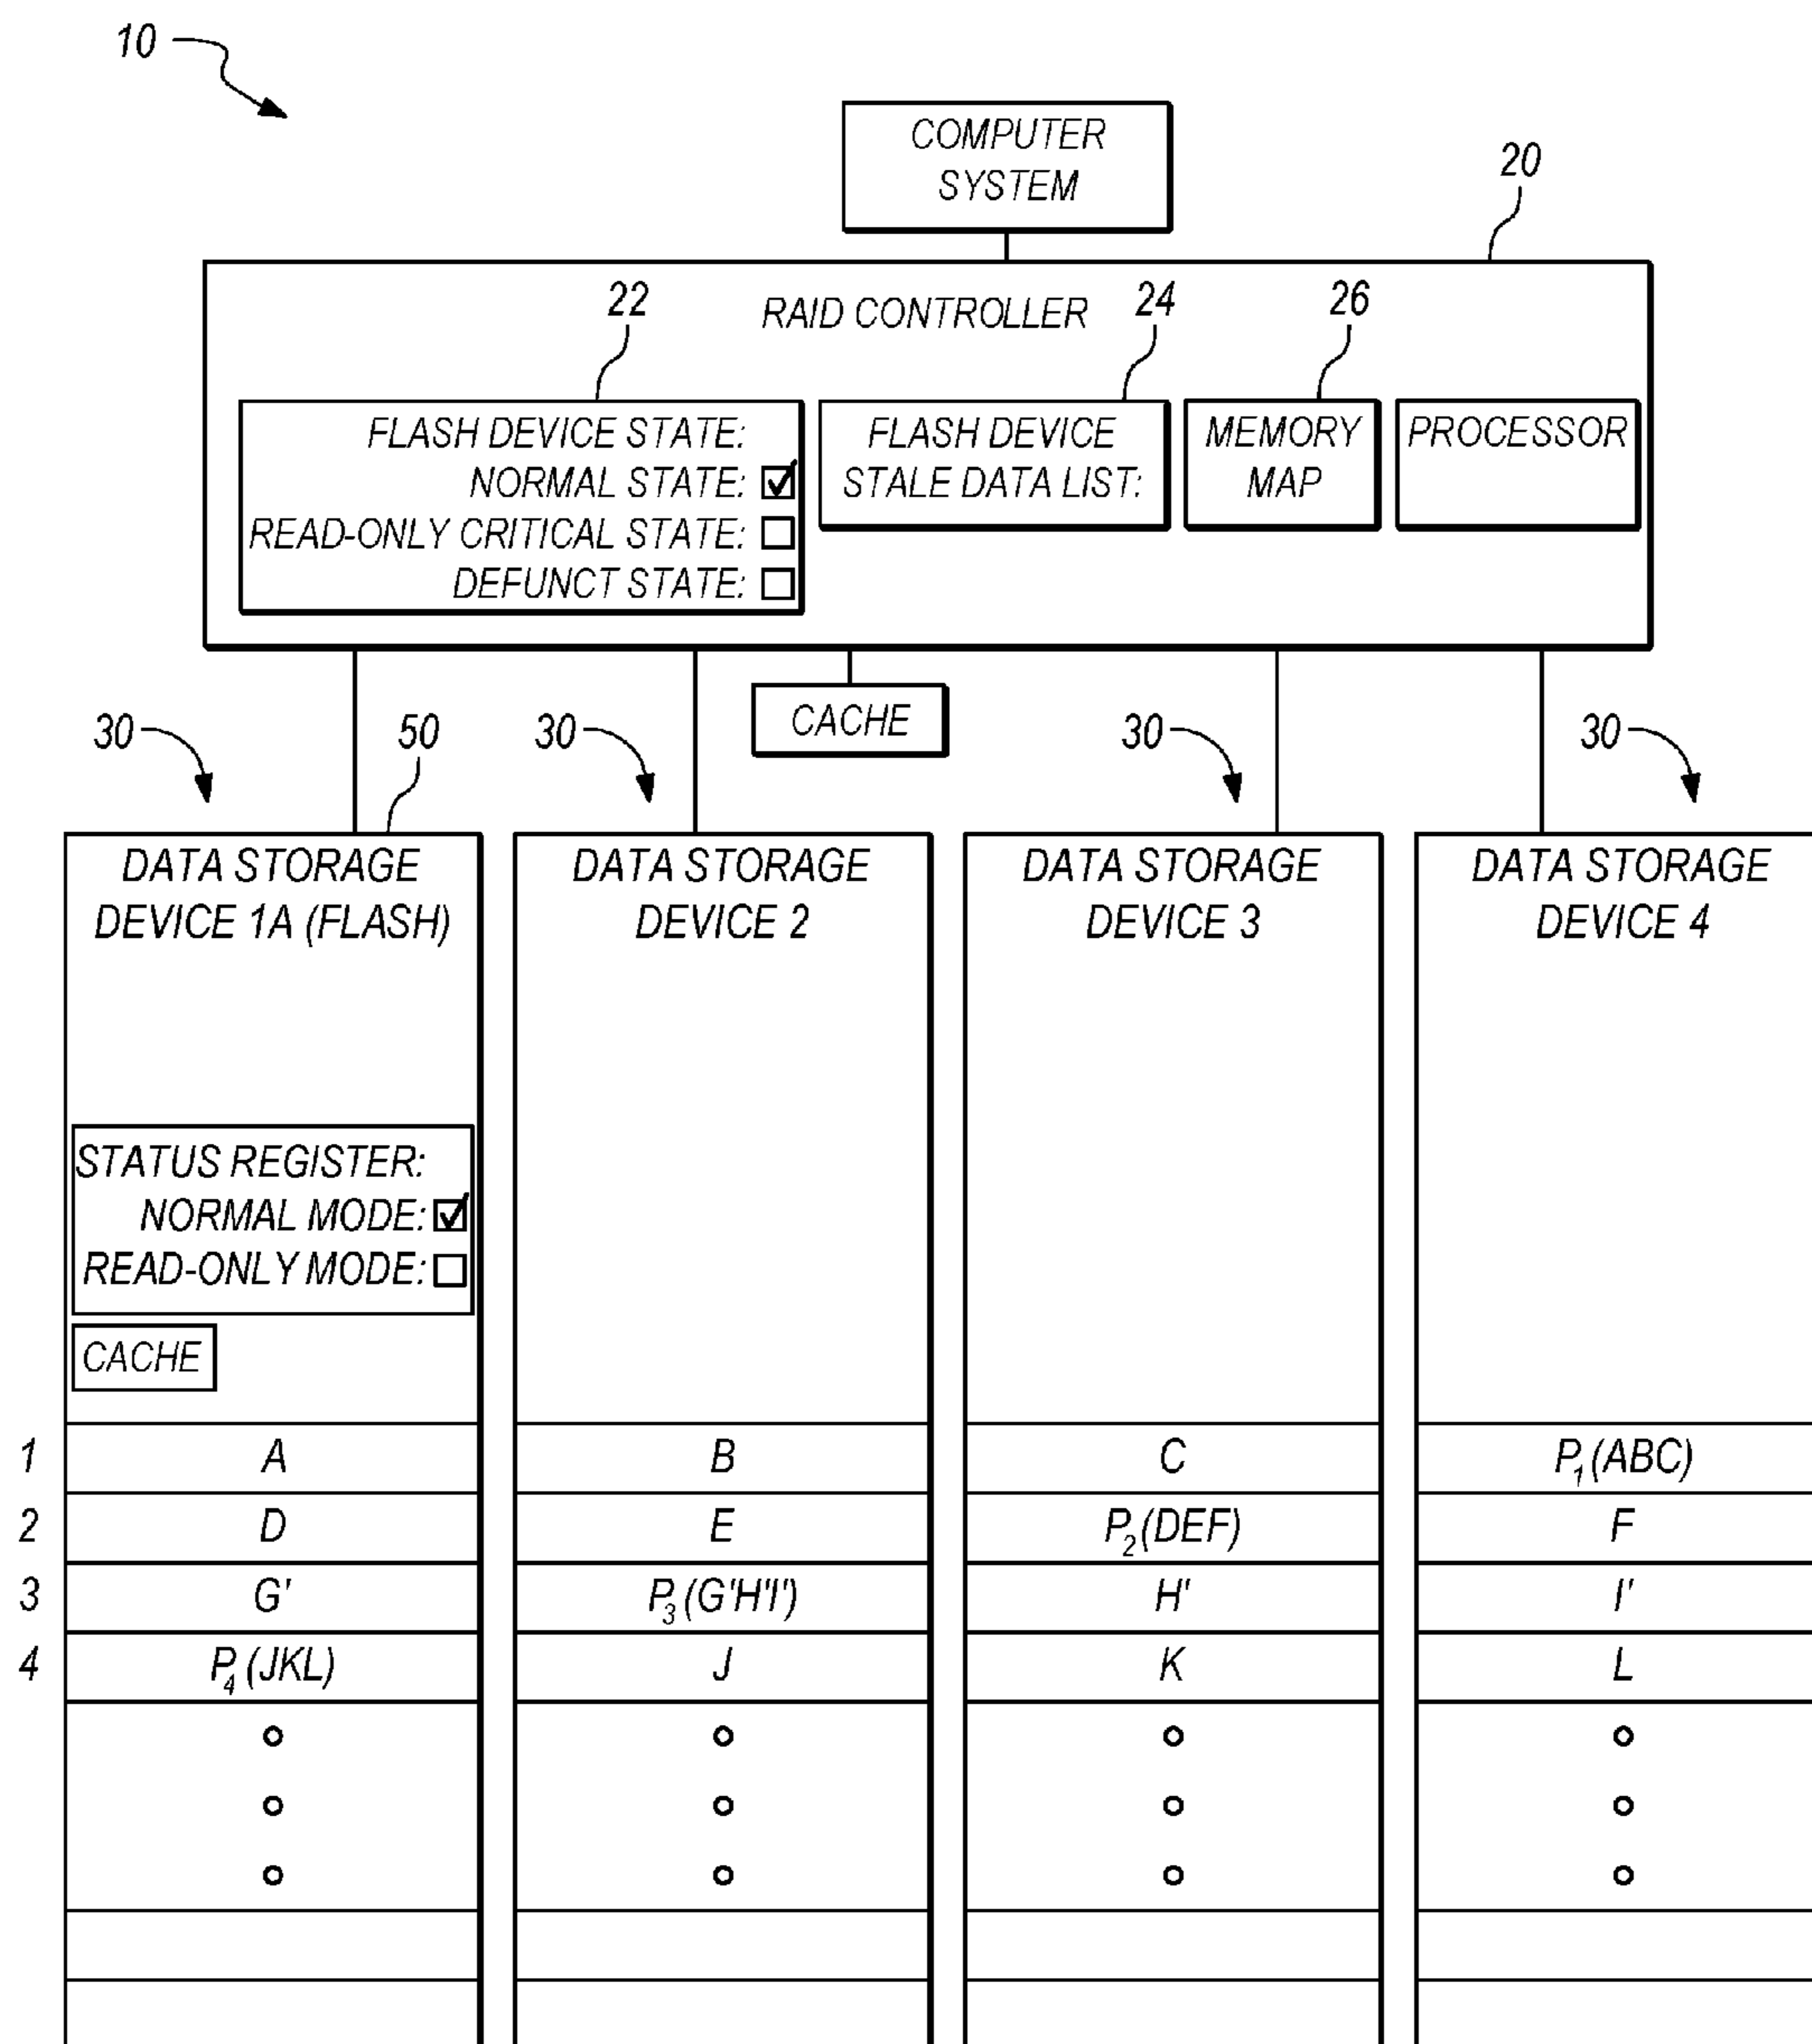 10
COMPUTER
SYSTEM
20
22
RAID CONTROLLER
24
26
FLASH DEVICE STATE:
NORMAL STATE:
READ-ONLY CRITICAL STATE:
DEFUNCT STATE:
FLASH DEVICE
STALE DATA LIST:
MEMORY
MAP
PROCESSOR
CACHE
30
50
30
30
30
DATA STORAGE
DEVICE 1A (FLASH)
DATA STORAGE
DEVICE 2
DATA STORAGE
DEVICE 3
DATA STORAGE
DEVICE 4
STATUS REGISTER:
NORMAL MODE:
READ-ONLY MODE:
CACHE
1 A B C P₁(ABC)
2 D E P₂(DEF) F
3 G' P₃(G'H'I') H' I'
4 P₄(JKL) J K L